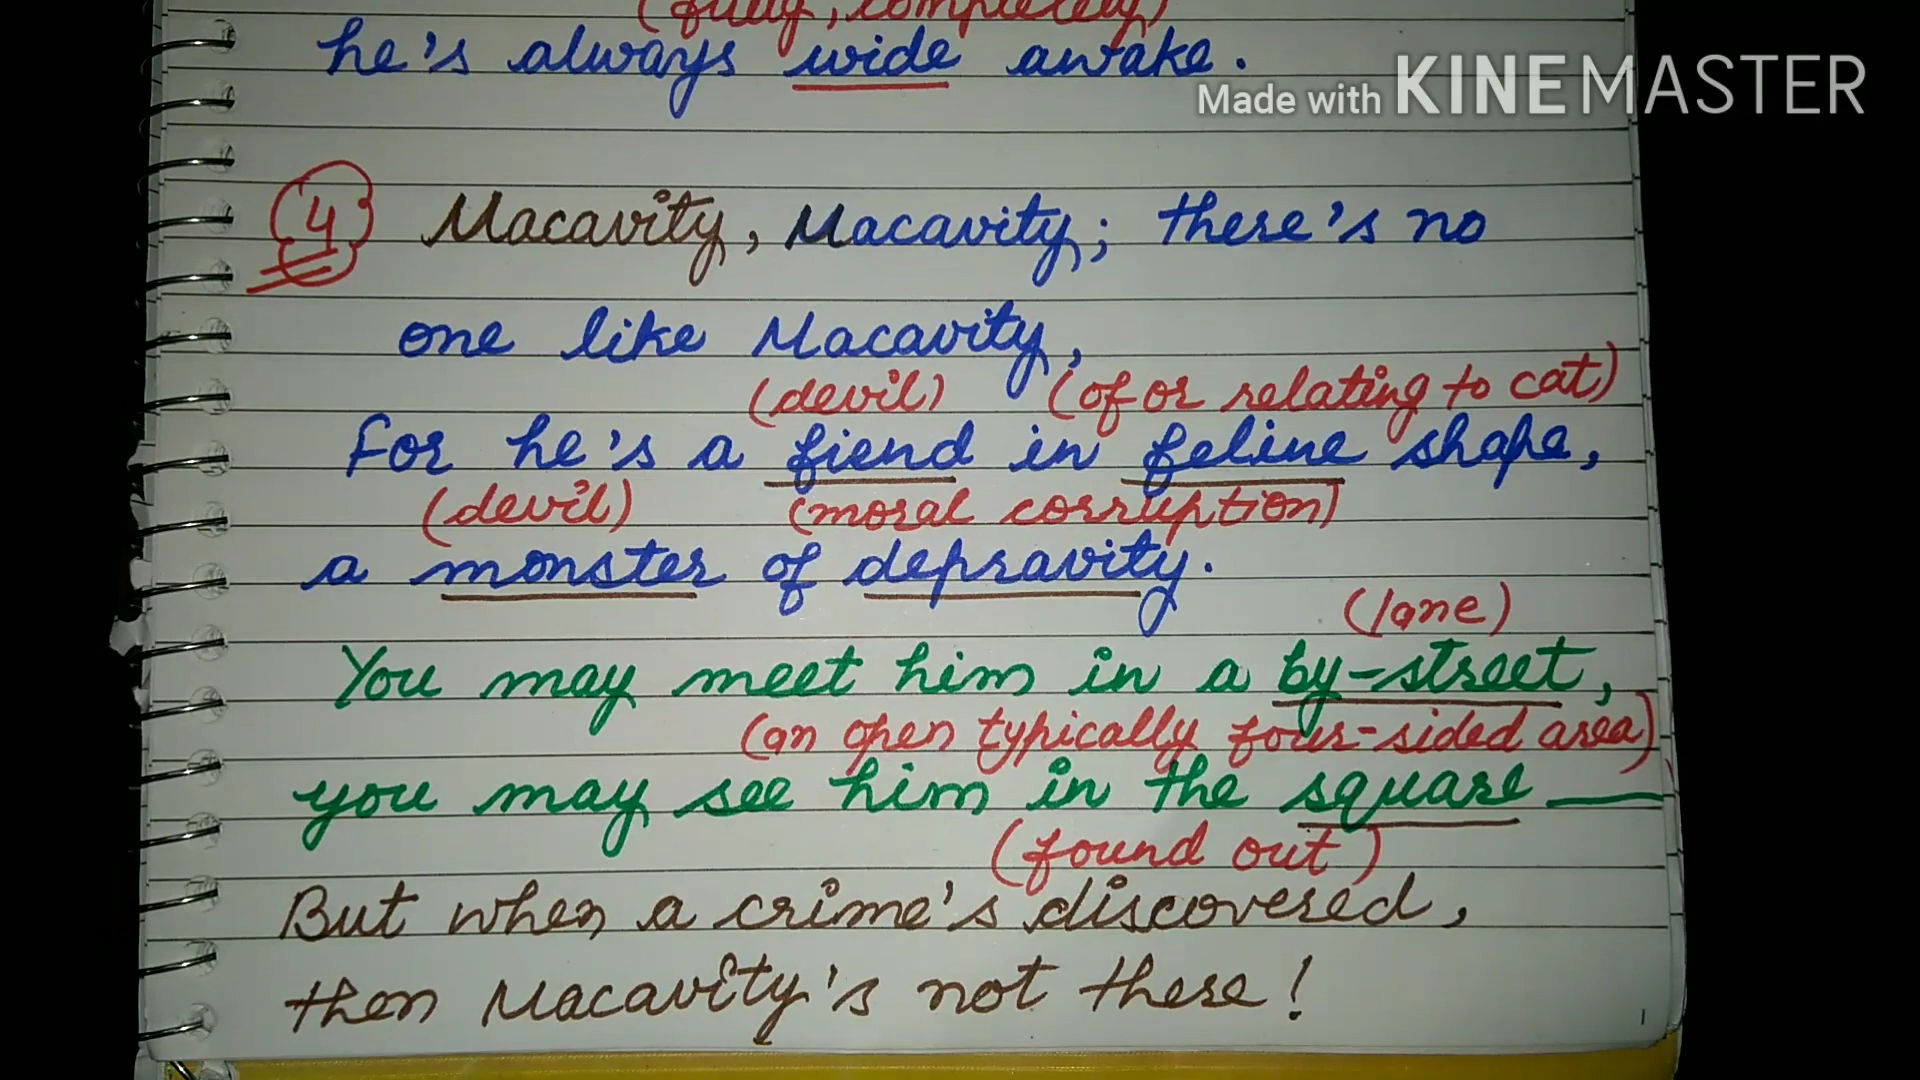 (fully, completely)
he's always wide awake.
Made with KINEMASTER
4 Macavity, Macavity; there's no
one like Macavity,
(devil) (of or relating to cat)
For he's a fiend in feline shape,
(devil) (moral corruption)
a monster of depravity.
(lane)
You may meet him in a by-street,
(an open typically four-sided area)
you may see him in the square —
(found out)
But when a crime's discovered,
then Macavity's not there!